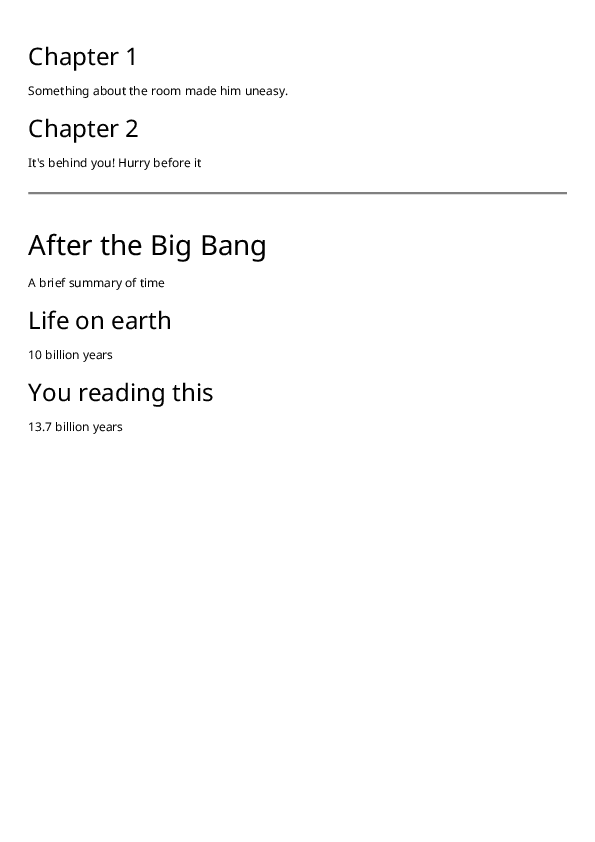 Chapter 1
Something about the room made him uneasy.
Chapter 2
It's behind you! Hurry before it
After the Big Bang
A brief summary of time
Life on earth
10 billion years
You reading this
13.7 billion years